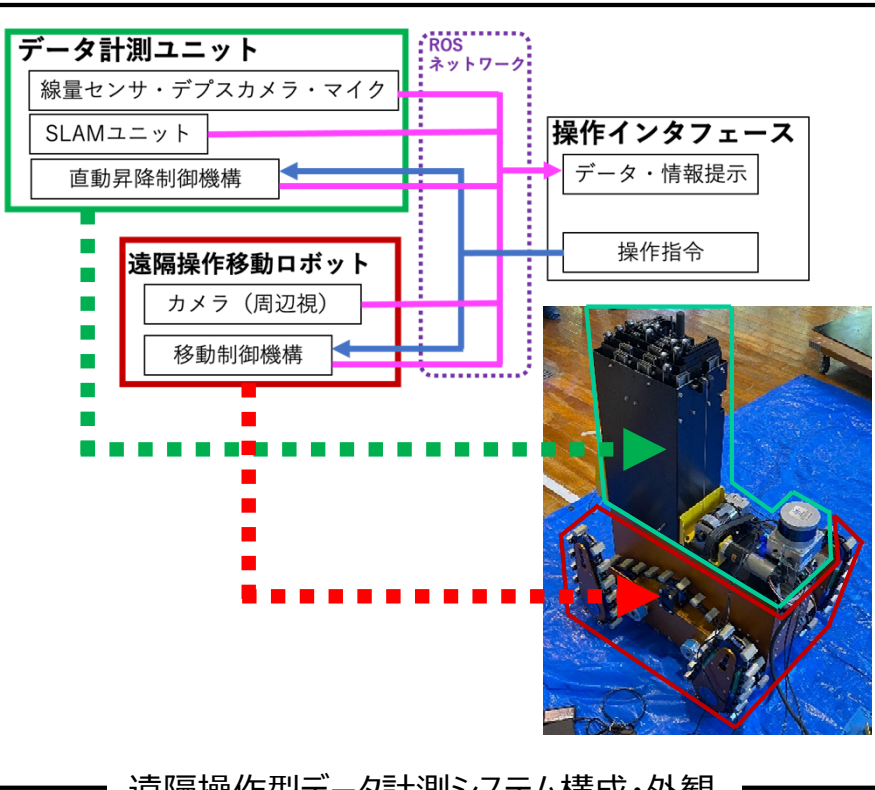 データ計測ユニット
線量センサ・デプスカメラ・マイク
SLAMユニット
直動昇降制御機構
ROS
ネットワーク
操作インタフェース
データ・情報提示
操作指令
遠隔操作移動ロボット
カメラ（周辺視）
移動制御機構
遠隔操作型データ計測システム構成・外観